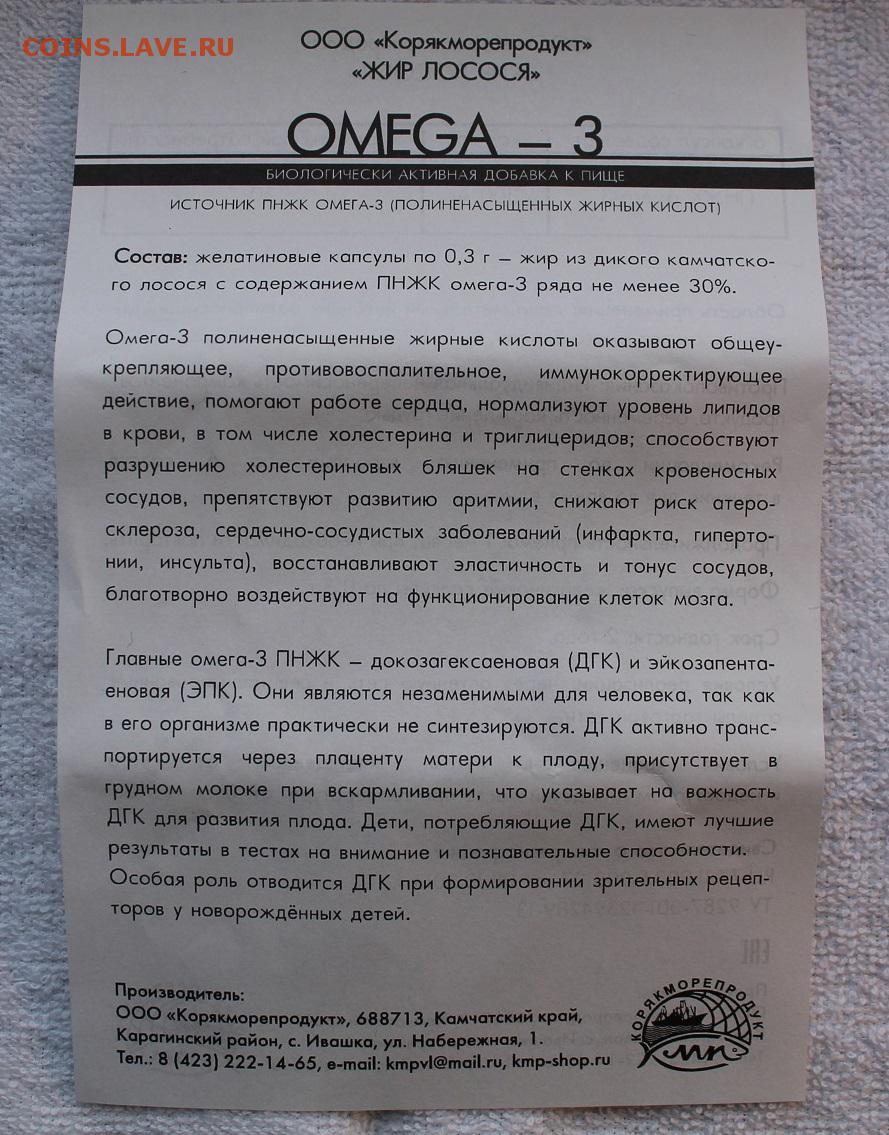 COINS.LAVE.RU
ООО «Корякморепродукт»
«ЖИР ЛОСОСЯ»
OMEGA – 3
БИОЛОГИЧЕСКИ АКТИВНАЯ ДОБАВКА К ПИЩЕ
ИСТОЧНИК ПНЖК ОМЕГА-3 (ПОЛИНЕНАСЫЩЕННЫХ ЖИРНЫХ КИСЛОТ)
Состав: желатиновые капсулы по 0,3 г – жир из дикого камчатско-
го лосося с содержанием ПНЖК омега-3 ряда не менее 30%.
Омега-3 полиненасыщенные жирные кислоты оказывают общеу-
крепляющее, противовоспалительное, иммунокорректирующее
действие, помогают работе сердца, нормализуют уровень липидов
в крови, в том числе холестерина и триглицеридов; способствуют
разрушению холестериновых бляшек на стенках кровеносных
сосудов, препятствуют развитию аритмии, снижают риск атеро-
склероза, сердечно-сосудистых заболеваний (инфаркта, гиперто-
нии, инсульта), восстанавливают эластичность и тонус сосудов,
благотворно воздействуют на функционирование клеток мозга.
Главные омега-3 ПНЖК – докозагексаеновая (ДГК) и эйкозапента-
еновая (ЭПК). Они являются незаменимыми для человека, так как
в его организме практически не синтезируются. ДГК активно транс-
портируется через плаценту матери к плоду, присутствует в
грудном молоке при вскармливании, что указывает на важность
ДГК для развития плода. Дети, потребляющие ДГК, имеют лучшие
результаты в тестах на внимание и познавательные способности.
Особая роль отводится ДГК при формировании зрительных рецеп-
торов у новорождённых детей.
Производитель:
ООО «Корякморепродукт», 688713, Камчатский край,
Карагинский район, с. Ивашка, ул. Набережная, 1.
Тел.: 8 (423) 222-14-65, e-mail: kmpvl@mail.ru, kmp-shop.ru
КОРЯКМОРЕПРОДУКТ